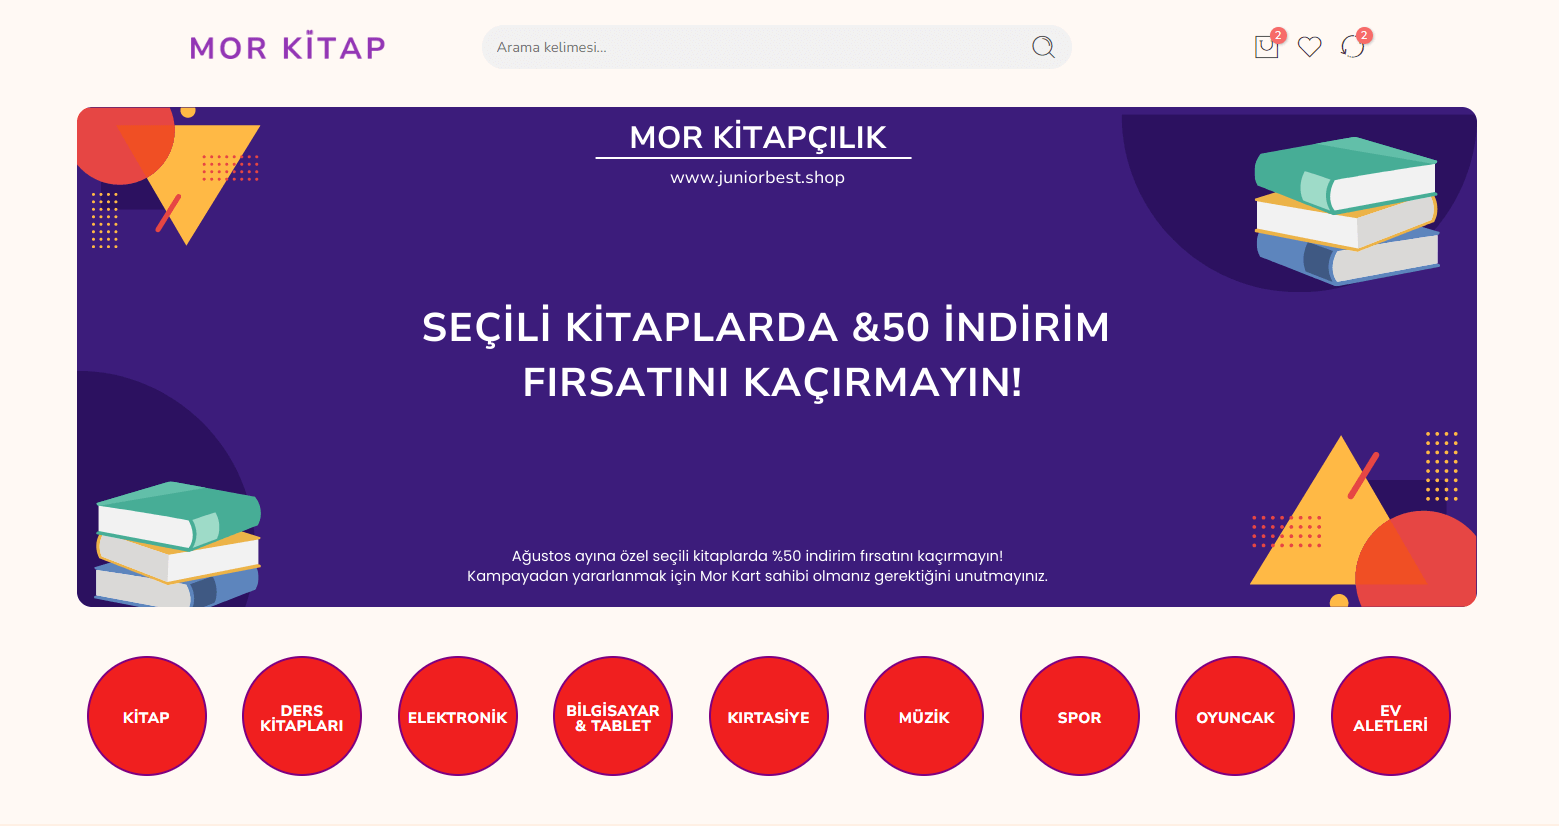 MOR KİTAP
Arama kelimesi...
2
2
MOR KİTAPÇILIK
www.juniorbest.shop
SEÇİLİ KİTAPLARDA &50 İNDİRİM
FIRSATINI KAÇIRMAYIN!
Ağustos ayına özel seçili kitaplarda %50 indirim fırsatını kaçırmayın!
Kampayadan yararlanmak için Mor Kart sahibi olmanız gerektiğini unutmayınız.
KİTAP
DERS
KİTAPLARI
ELEKTRONİK
BİLGİSAYAR
& TABLET
KIRTASİYE
MÜZİK
SPOR
OYUNCAK
EV
ALETLERİ